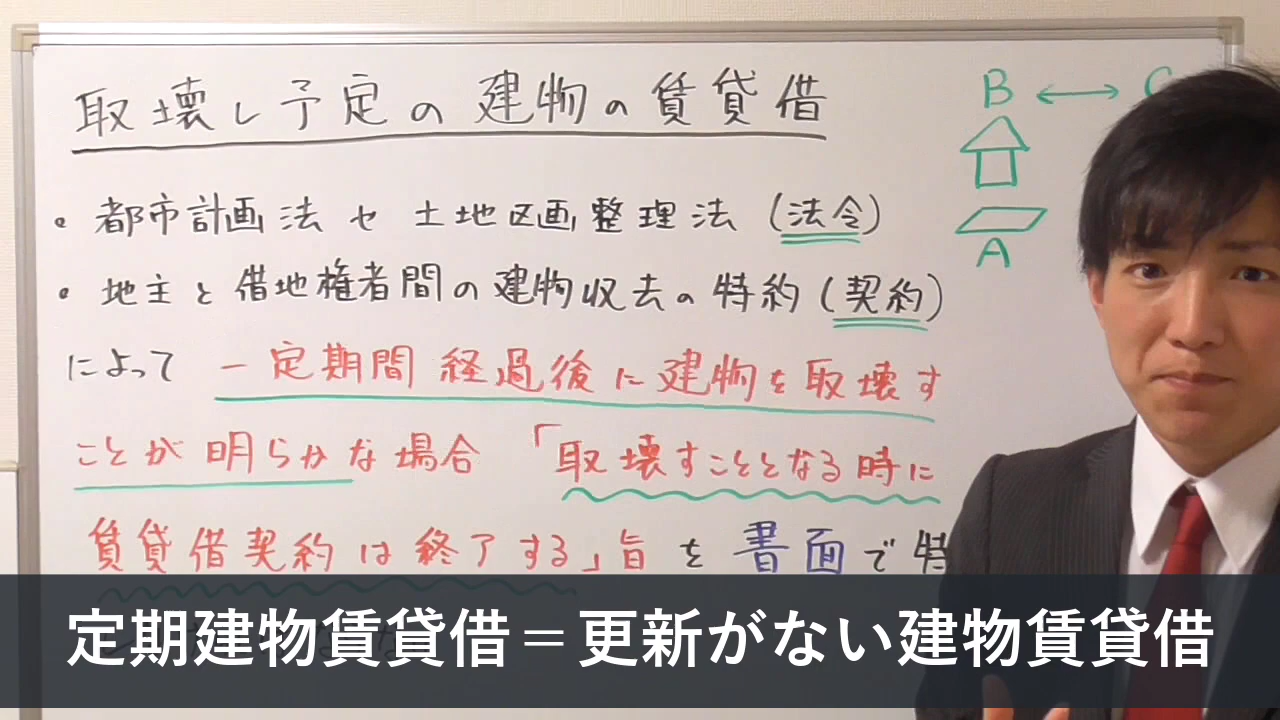 取壊し予定の建物の賃貸借
B ↔ C
A
・都市計画法や土地区画整理法(法令)
・地主と借地権者間の建物収去の特約(契約)
によって 一定期間経過後に建物を取壊す
ことが明らかな場合 「取壊すこととなる時に
賃貸借契約は終了する」旨を書面で特
定期建物賃貸借＝更新がない建物賃貸借